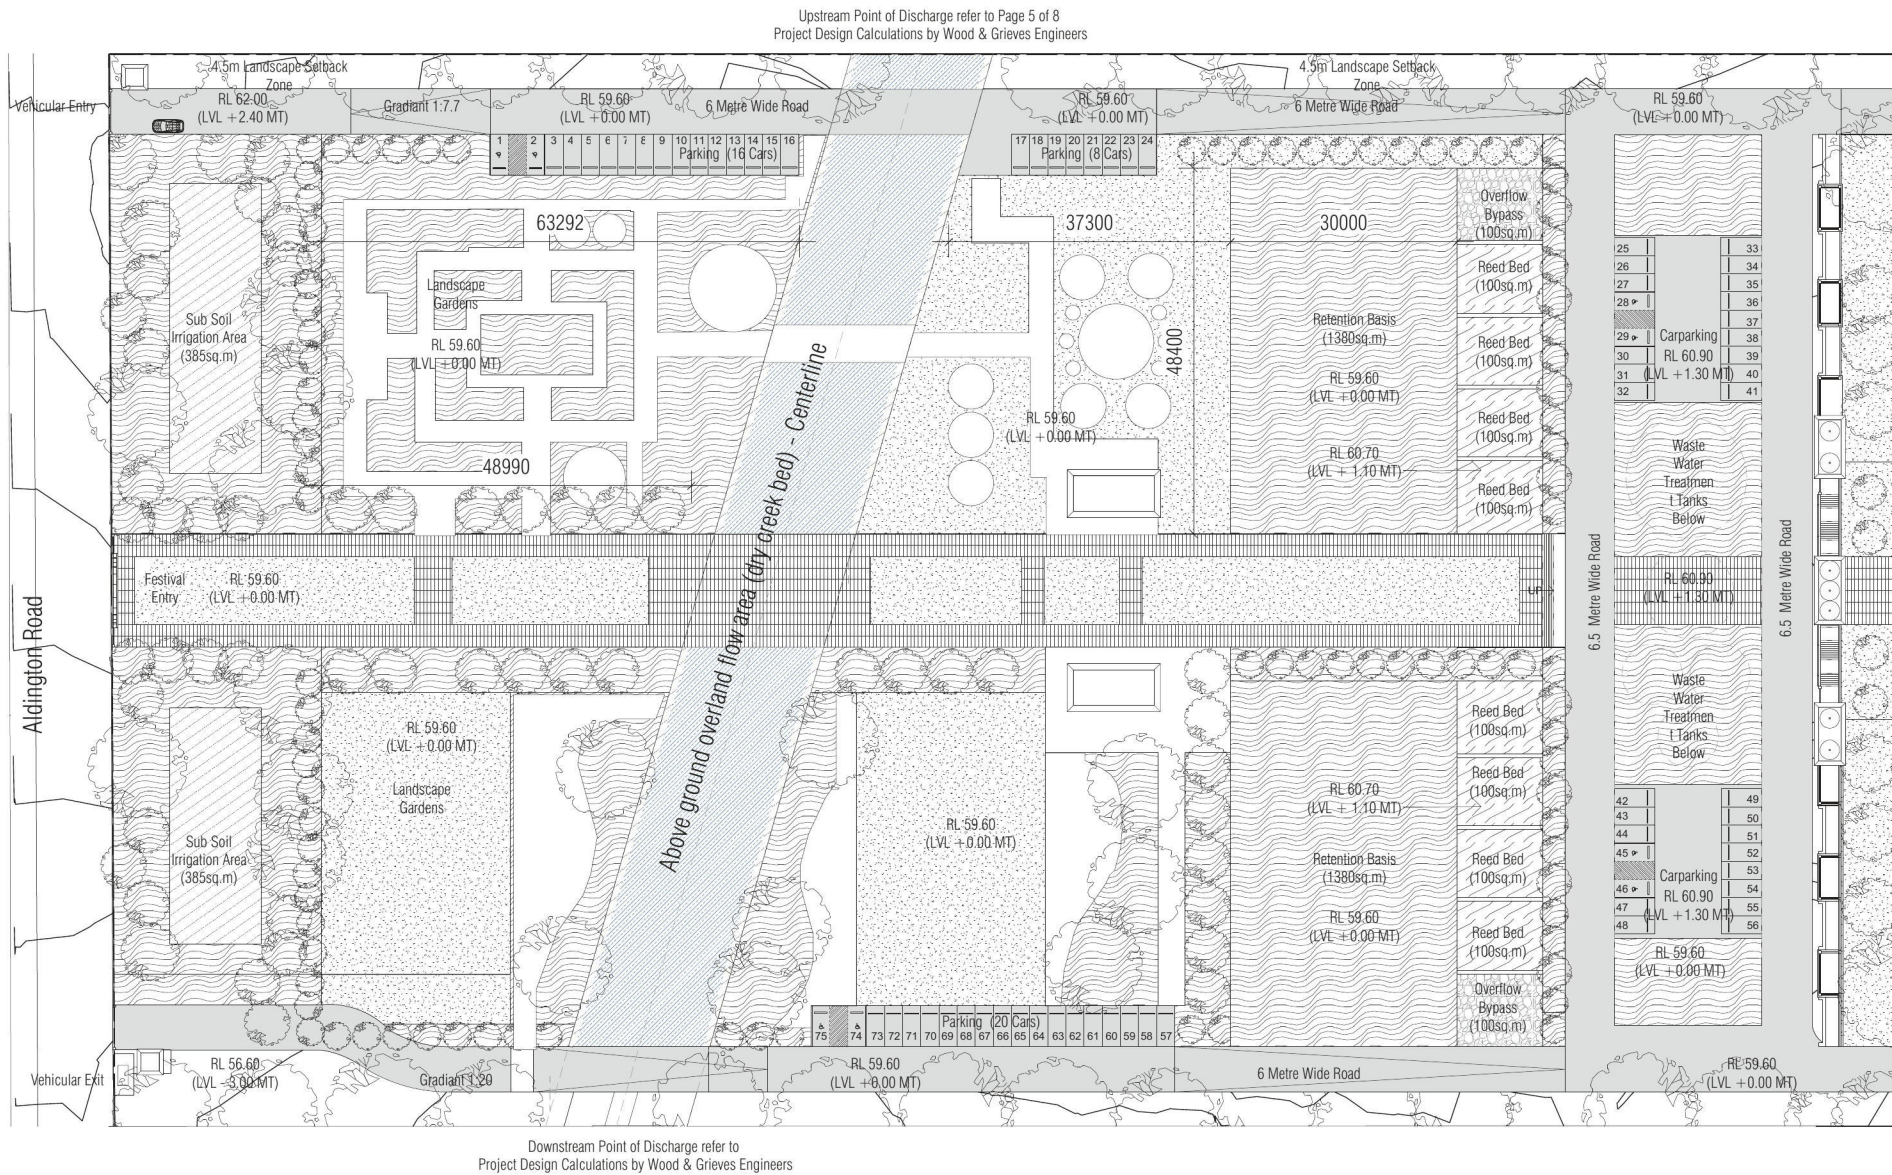 Upstream Point of Discharge refer to Page 5 of 8
Project Design Calculations by Wood & Grieves Engineers
4.5m Landscape Setback
Zone
4.5m Landscape Setback
Zone
Vehicular Entry
RL 62.00
(LVL +2.40 MT)
Gradiant 1:7.7
RL 59.60
(LVL +0.00 MT)
6 Metre Wide Road
RL 59.60
(LVL +0.00 MT)
6 Metre Wide Road
RL 59.60
(LVL +0.00 MT)
1 2 3 4 5 6 7 8 9 10 11 12 13 14 15 16
Parking (16 Cars)
17 18 19 20 21 22 23 24
Parking (8 Cars)
63292
37300
30000
48400
48990
Sub Soil
Irrigation Area
(385sq.m)
Landscape
Gardens
RL 59.60
(LVL +0.00 MT)
Above ground overland flow area (dry creek bed) - Centerline
RL 59.60
(LVL +0.00 MT)
Retention Basis
(1380sq.m)
RL 59.60
(LVL +0.00 MT)
RL 60.70
(LVL + 1.10 MT)
Overflow
Bypass
(100sq.m)
Reed Bed
(100sq.m)
Reed Bed
(100sq.m)
Reed Bed
(100sq.m)
Reed Bed
(100sq.m)
25
26
27
28
29
30
31
32
33
34
35
36
37
38
39
40
41
Carparking
RL 60.90
(LVL +1.30 MT)
Waste
Water
Treatmen
t Tanks
Below
Aldington Road
Festival
Entry
RL 59.60
(LVL +0.00 MT)
UP
6.5 Metre Wide Road
RL 60.90
(LVL +1.30 MT)
6.5 Metre Wide Road
Waste
Water
Treatmen
t Tanks
Below
RL 59.60
(LVL +0.00 MT)
Landscape
Gardens
Sub Soil
Irrigation Area
(385sq.m)
RL 59.60
(LVL +0.00 MT)
RL 60.70
(LVL + 1.10 MT)
Retention Basis
(1380sq.m)
RL 59.60
(LVL +0.00 MT)
Reed Bed
(100sq.m)
Reed Bed
(100sq.m)
Reed Bed
(100sq.m)
Reed Bed
(100sq.m)
Overflow
Bypass
(100sq.m)
42
43
44
45
46
47
48
49
50
51
52
53
54
55
56
Carparking
RL 60.90
(LVL +1.30 MT)
RL 59.60
(LVL +0.00 MT)
Parking (20 Cars)
75 74 73 72 71 70 69 68 67 66 65 64 63 62 61 60 59 58 57
Vehicular Exit
RL 56.60
(LVL -3.00 MT)
Gradiant 1:20
RL 59.60
(LVL +0.00 MT)
6 Metre Wide Road
RL 59.60
(LVL +0.00 MT)
Downstream Point of Discharge refer to
Project Design Calculations by Wood & Grieves Engineers